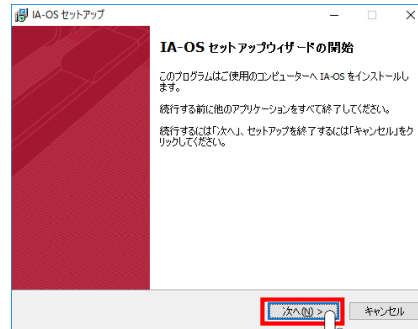 IA-OS セットアップ
IA-OS セットアップウィザードの開始
このプログラムはご使用のコンピューターへ IA-OS をインストールし
ます。
続行する前に他のアプリケーションをすべて終了してください。
続行するには「次へ」、セットアップを終了するには「キャンセル」をク
リックしてください。
次へ(N) >
キャンセル